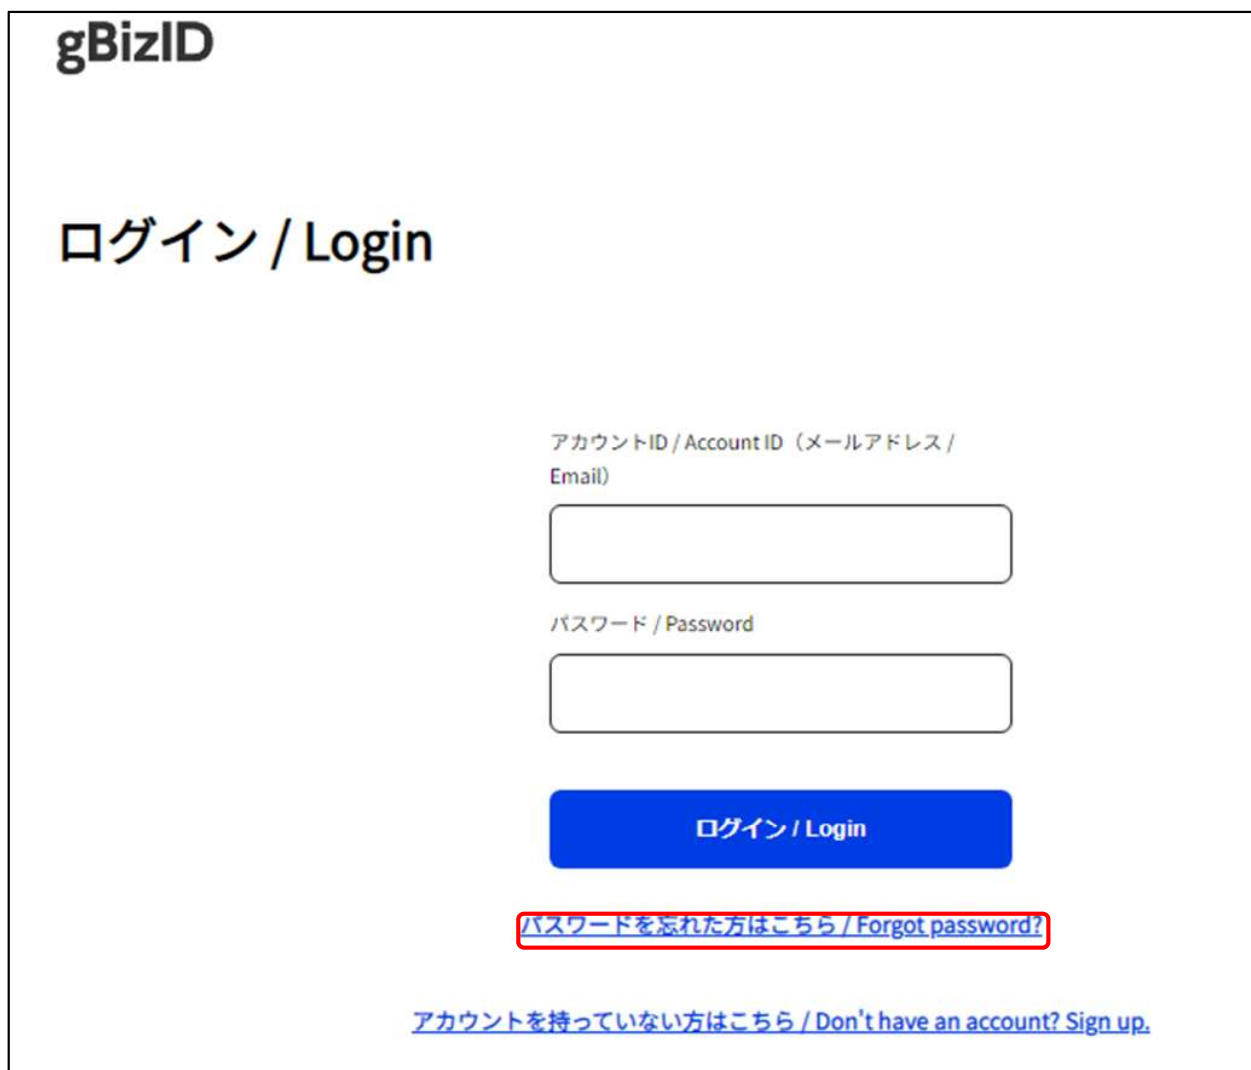 gBizID
ログイン / Login
アカウントID / Account ID（メールアドレス /
Email）
パスワード / Password
ログイン / Login
パスワードを忘れた方はこちら / Forgot password?
アカウントを持っていない方はこちら / Don't have an account? Sign up.